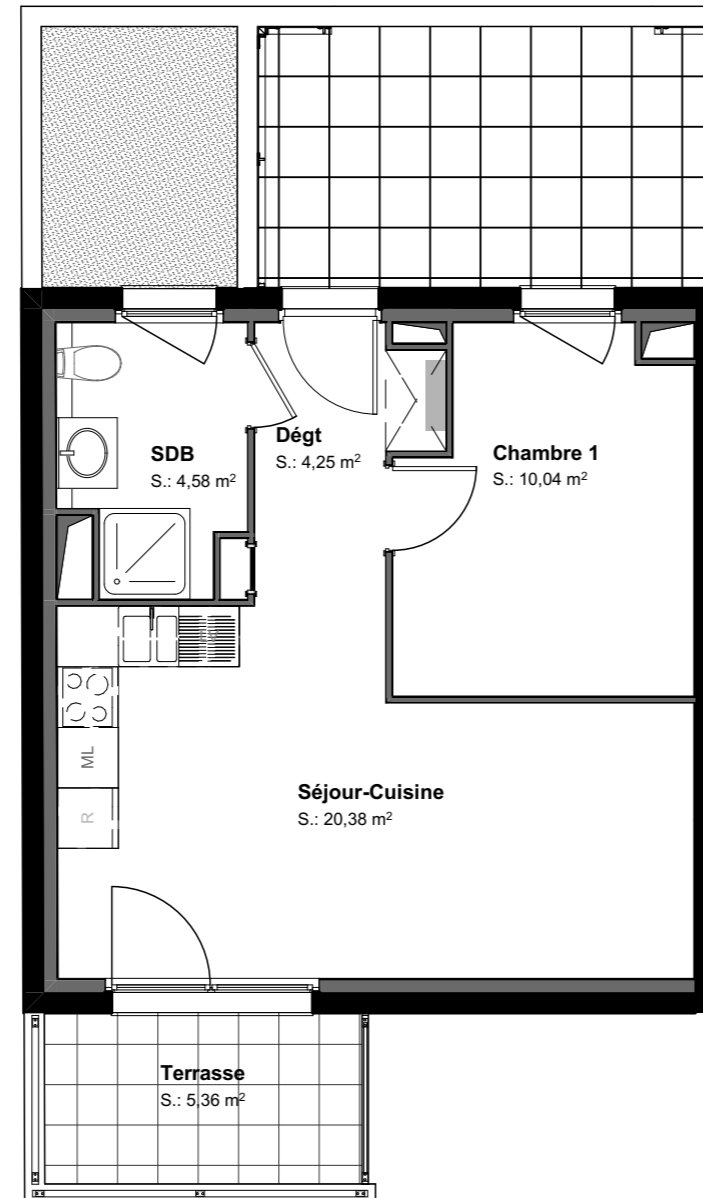 SDB
S.: 4,58 m²
Dégt
S.: 4,25 m²
Chambre 1
S.: 10,04 m²
ML
R
Séjour-Cuisine
S.: 20,38 m²
Terrasse
S.: 5,36 m²